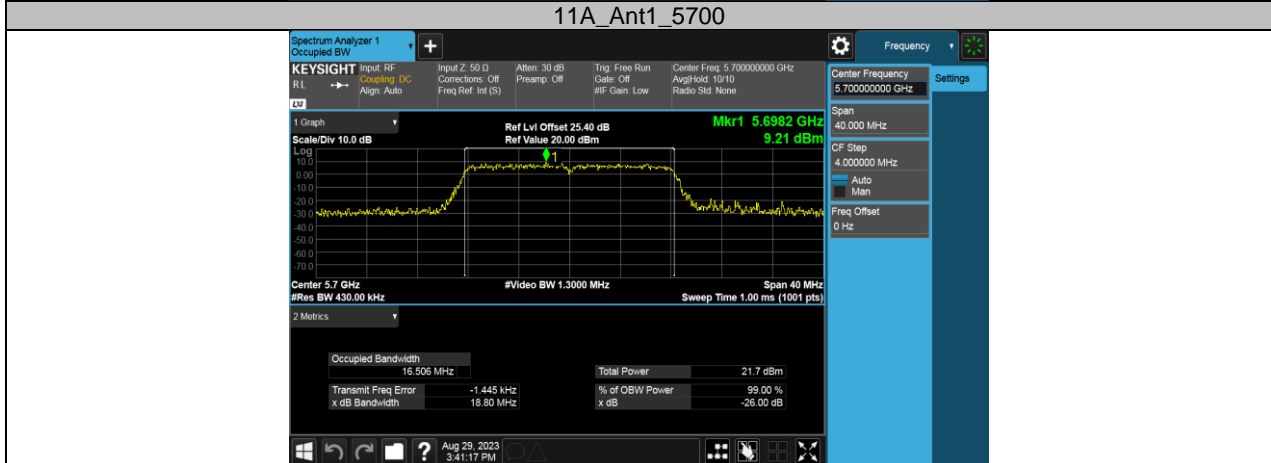 11A_Ant1_5700
Spectrum Analyzer 1
Occupied BW
Frequency
KEYSIGHT
RL
Input: RF
Coupling: DC
Align: Auto
Input Z: 50 Ω
Corrections: Off
Freq Ref: Int (S)
Atten: 30 dB
Preamp: Off
Trig: Free Run
Gate: Off
#IF Gain: Low
Center Freq: 5.700000000 GHz
Avg|Hold: 10/10
Radio Std: None
LXI
Center Frequency
5.700000000 GHz
Settings
Span
40.000 MHz
CF Step
4.000000 MHz
Auto
Man
Freq Offset
0 Hz
1 Graph
Scale/Div 10.0 dB
Ref Lvl Offset 25.40 dB
Ref Value 20.00 dBm
Mkr1 5.6982 GHz
9.21 dBm
Log
1
10.0
0.00
-10.0
-20.0
-30.0
-40.0
-50.0
-60.0
-70.0
Center 5.7 GHz
#Res BW 430.00 kHz
#Video BW 1.3000 MHz
Span 40 MHz
Sweep Time 1.00 ms (1001 pts)
2 Metrics
Occupied Bandwidth
16.506 MHz
Total Power 21.7 dBm
Transmit Freq Error -1.445 kHz
% of OBW Power 99.00 %
x dB Bandwidth 18.80 MHz
x dB -26.00 dB
?
Aug 29, 2023
3:41:17 PM